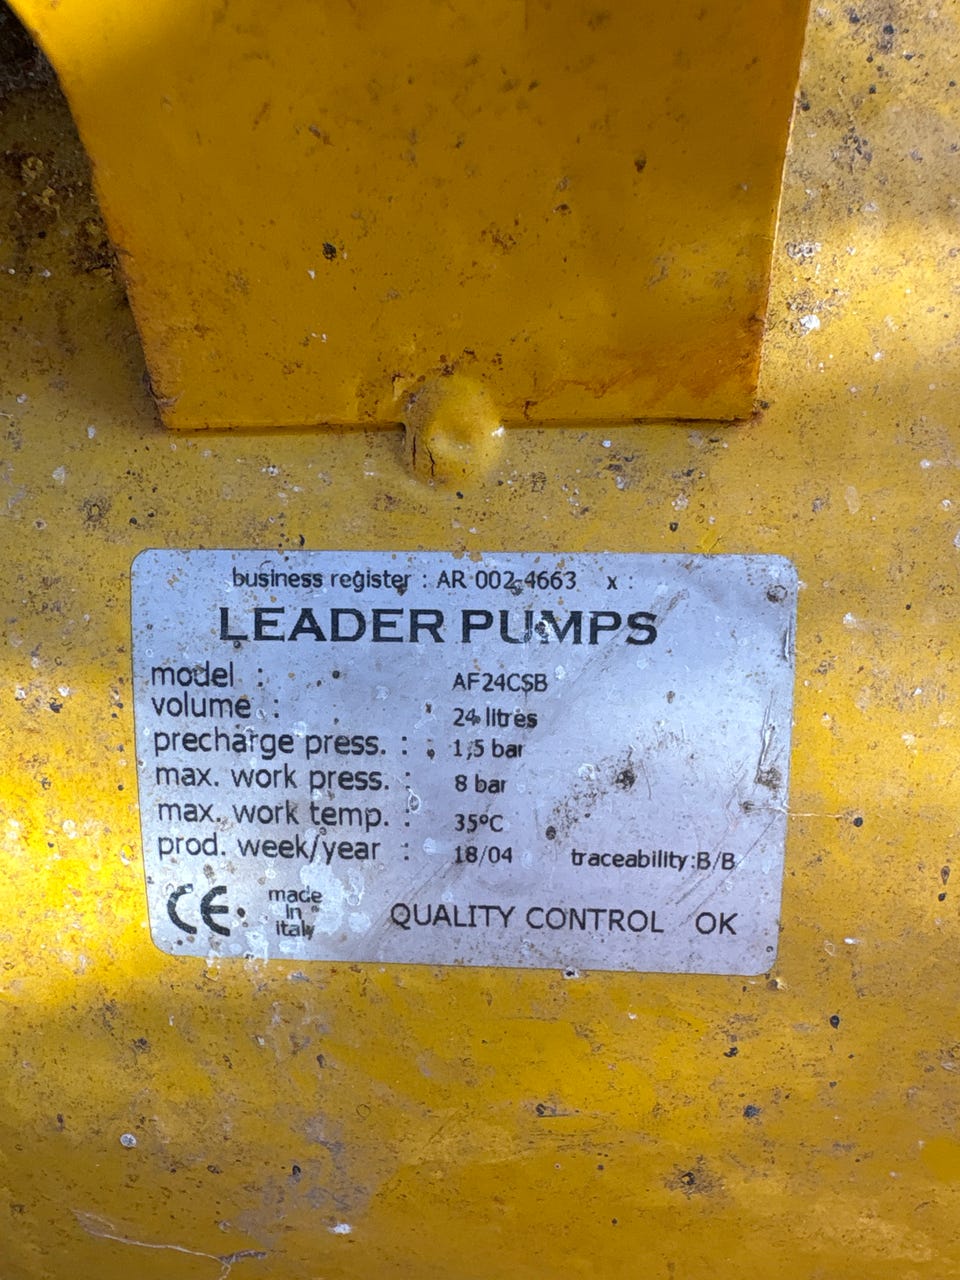 business register : AR 002-4663 x :
LEADER PUMPS
model : AF24CSB
volume : 24 litres
precharge press. : 1,5 bar
max. work press. : 8 bar
max. work temp. : 35°C
prod. week/year : 18/04 traceability:B/B
CE made
in
italy
QUALITY CONTROL OK